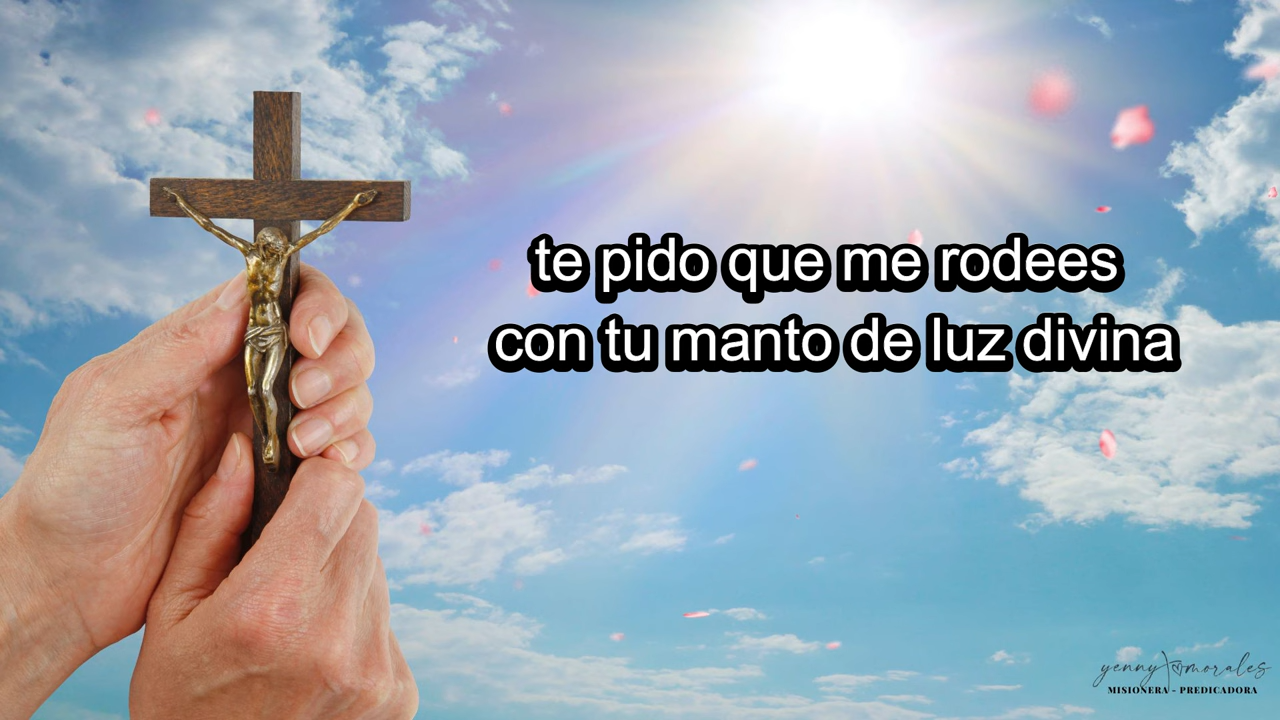 te pido que me rodees
con tu manto de luz divina
yenny morales
MISIONERA - PREDICADORA